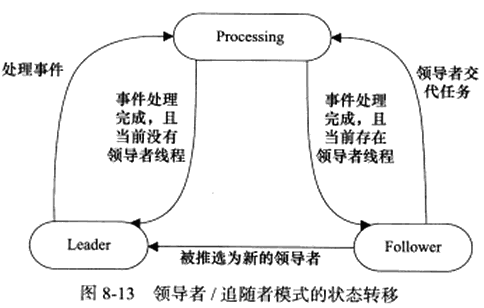 Processing
处理事件
领导者交
代任务
事件处理
完成，且
当前没有
领导者线程
事件处理
完成，且
当前存在
领导者线程
Leader
被推选为新的领导者
Follower
图 8-13 领导者 / 追随者模式的状态转移